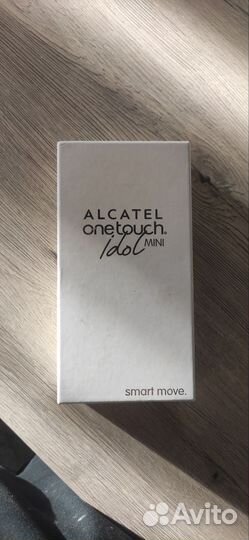 ALCATEL
onetouch.
idol MINI
smart move.
Avito